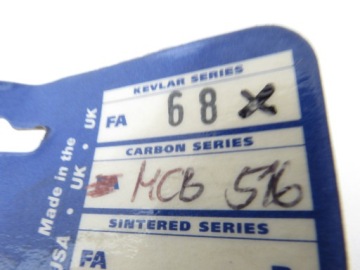 KEVLAR SERIES
FA 68 X
CARBON SERIES
MCB 516
SINTERED SERIES
FA
Made in the
USA · UK · UK